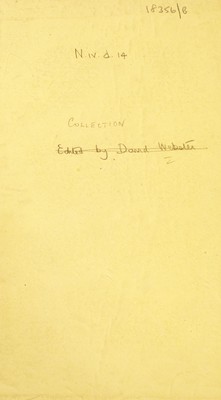 18356/8
N.iv.d.14
COLLECTION
Edited by David Webster
I